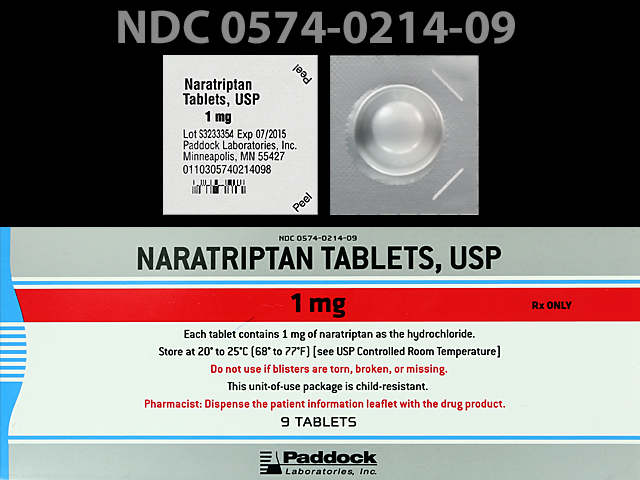 NDC 0574-0214-09
Peel
Naratriptan
Tablets, USP
1 mg
Lot S3233354 Exp 07/2015
Paddock Laboratories, Inc.
Minneapolis, MN 55427
0110305740214098
Peel
NDC 0574-0214-09
NARATRIPTAN TABLETS, USP
1 mg
Rx ONLY
Each tablet contains 1 mg of naratriptan as the hydrochloride.
Store at 20° to 25°C (68° to 77°F) [see USP Controlled Room Temperature]
Do not use if blisters are torn, broken, or missing.
This unit-of-use package is child-resistant.
Pharmacist: Dispense the patient information leaflet with the drug product.
9 TABLETS
Paddock
Laboratories, Inc.